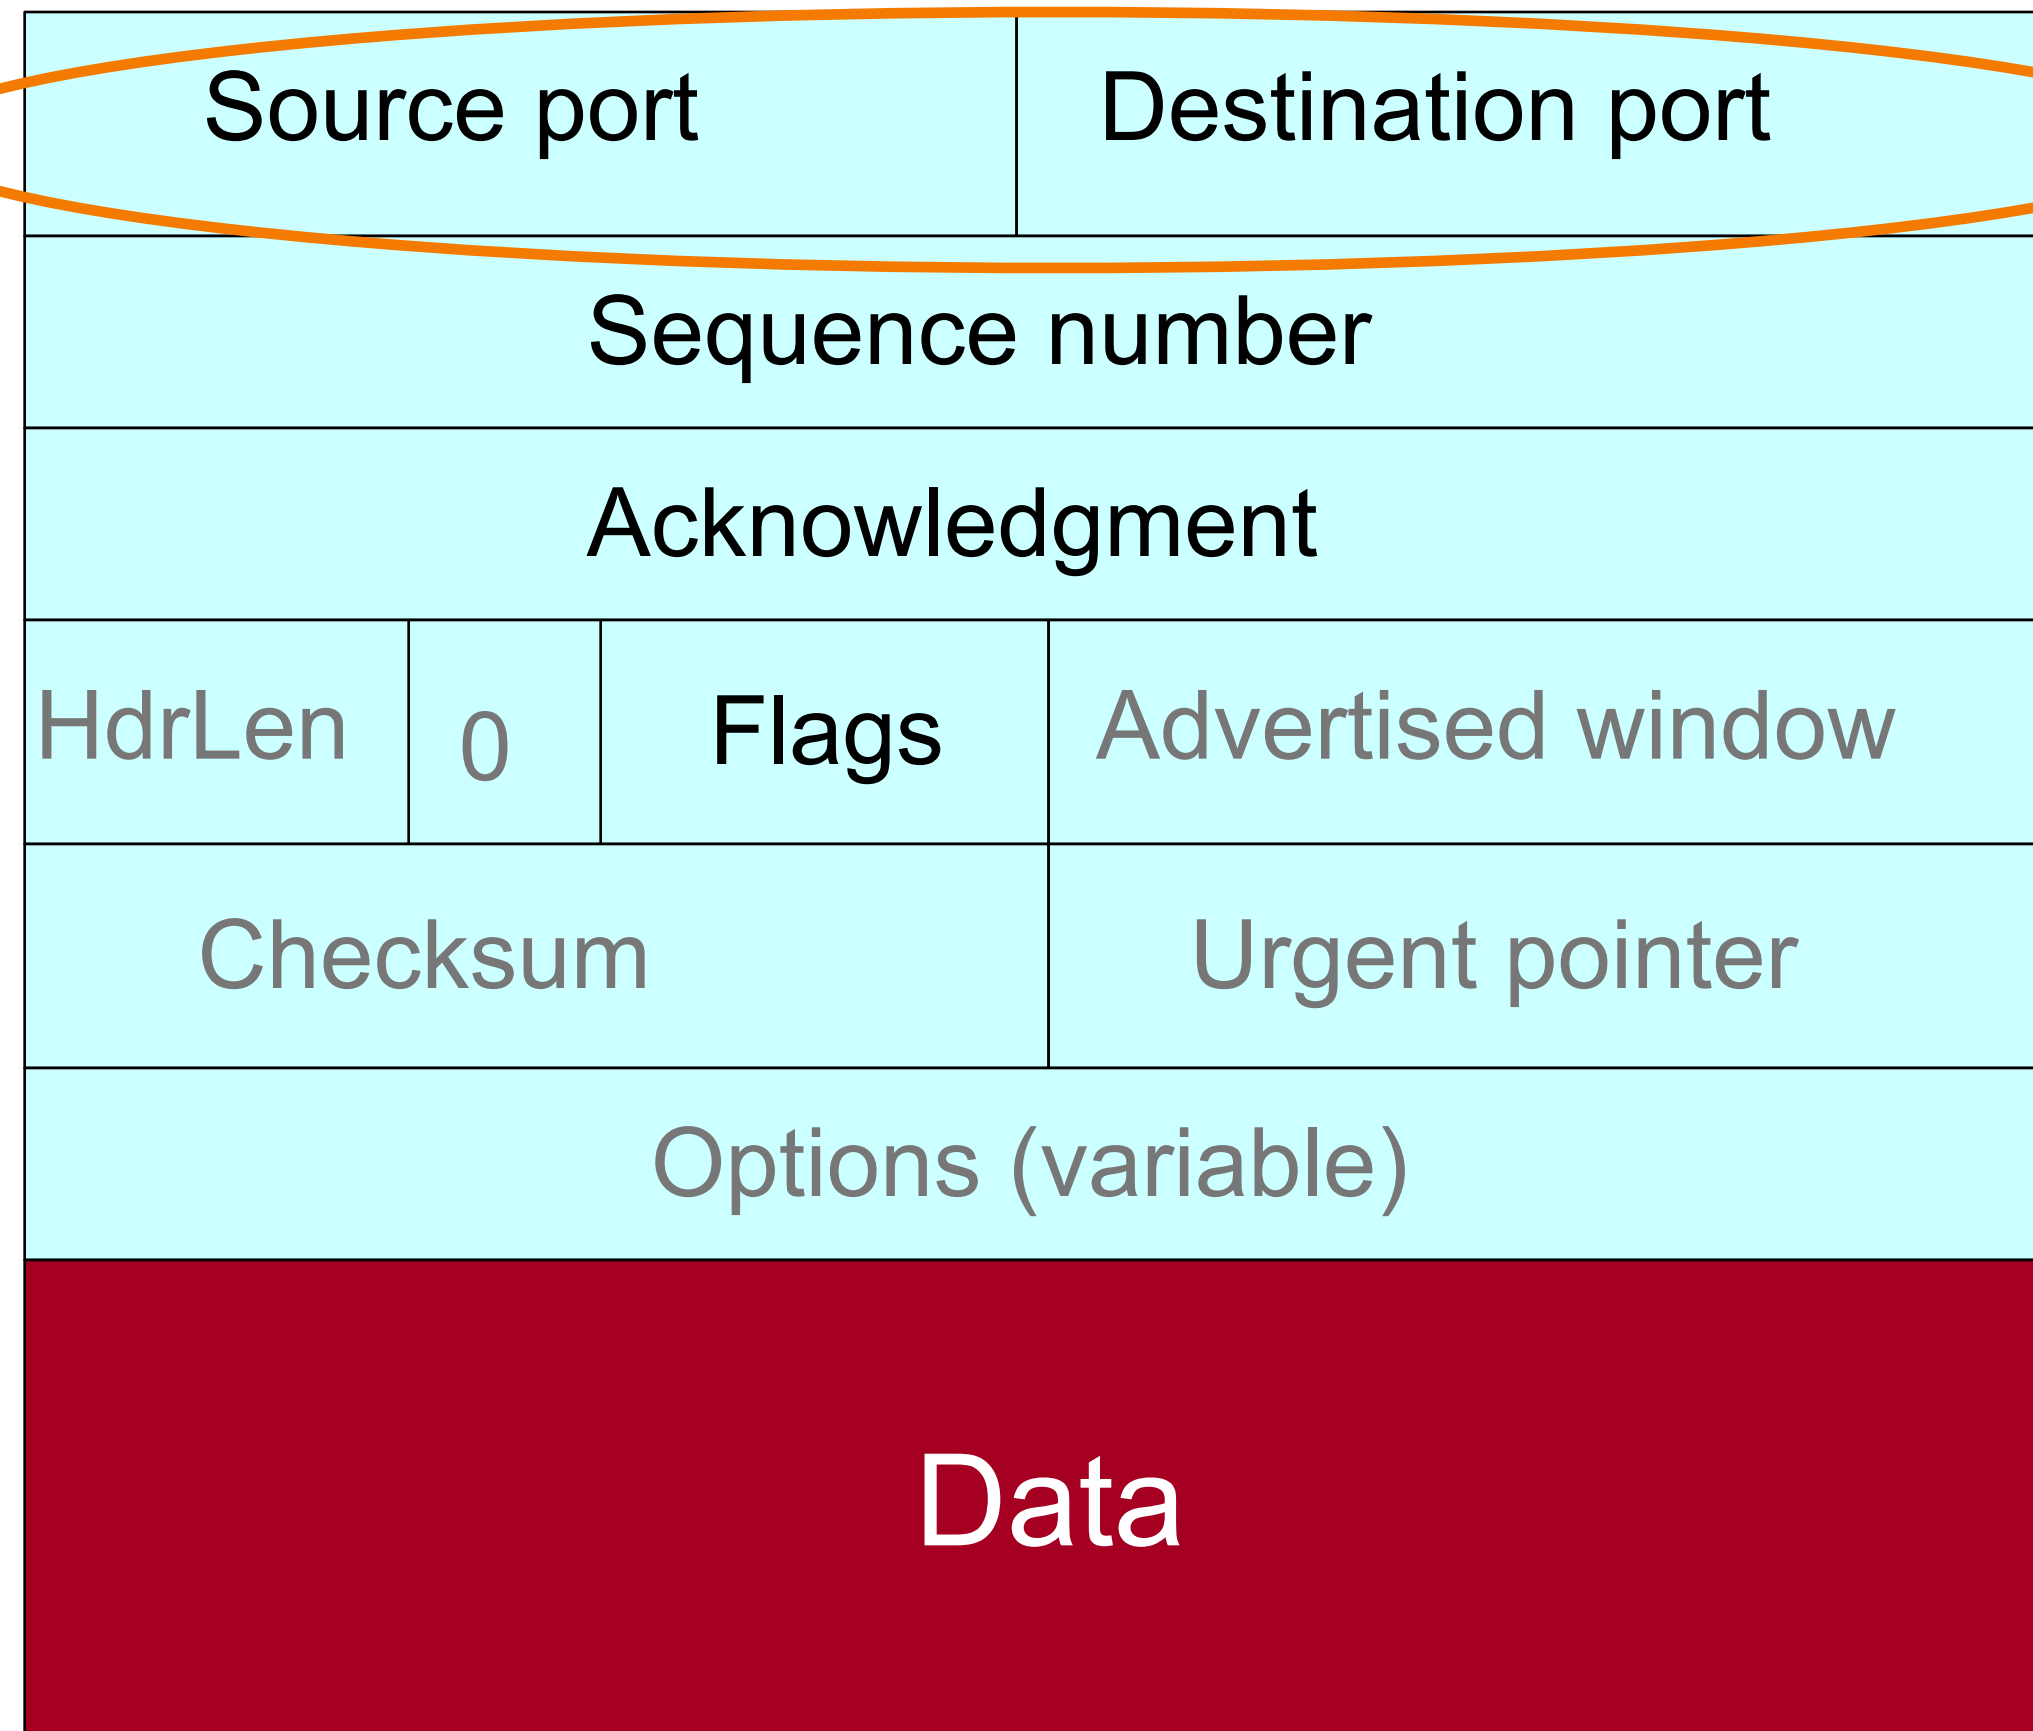 Source port Destination port
Sequence number
Acknowledgment
HdrLen 0 Flags Advertised window
Checksum Urgent pointer
Options (variable)
Data